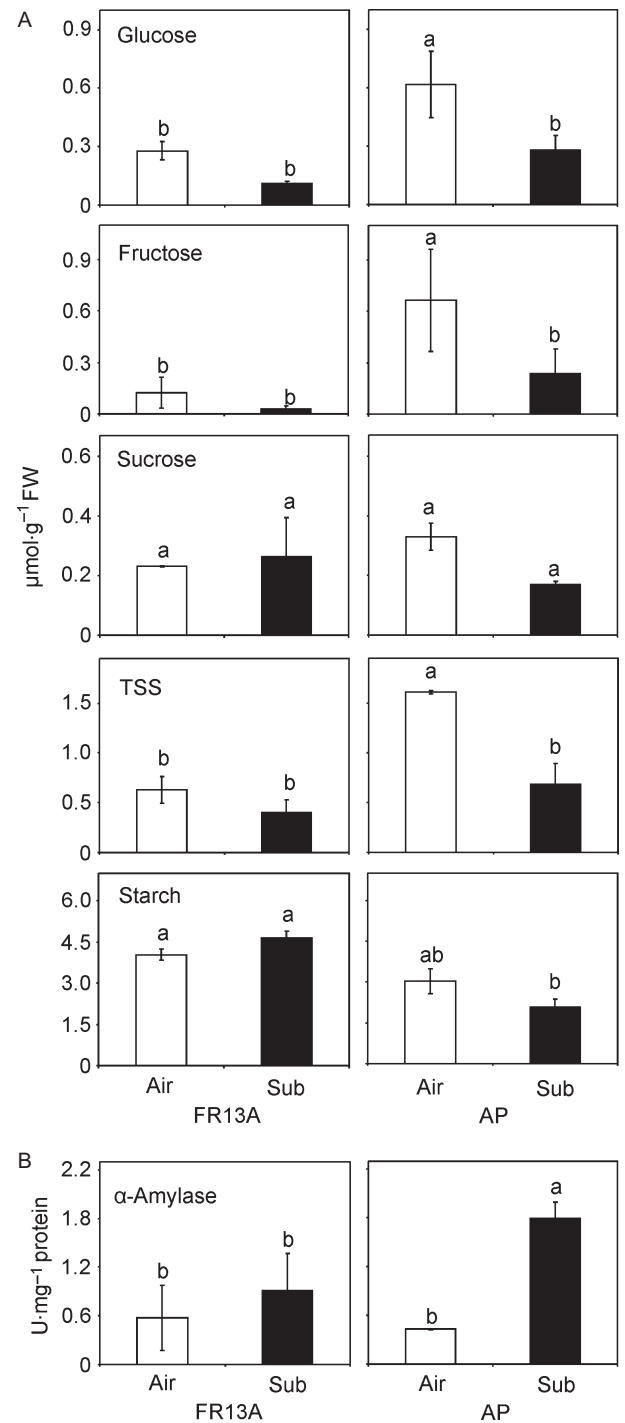 A
Glucose
0.9
0.6
0.3
0
b
b
a
b
Fructose
0.9
0.6
0.3
0
b
b
a
b
µmol·g⁻¹ FW
Sucrose
0.6
0.4
0.2
0
a
a
a
a
TSS
1.5
1.0
0.5
0
b
b
a
b
Starch
6.0
4.5
3.0
1.5
0
a
a
ab
b
Air Sub Air Sub
FR13A AP
B
α-Amylase
U·mg⁻¹ protein
2.2
1.8
1.2
0.6
0
b
b
b
a
Air Sub Air Sub
FR13A AP